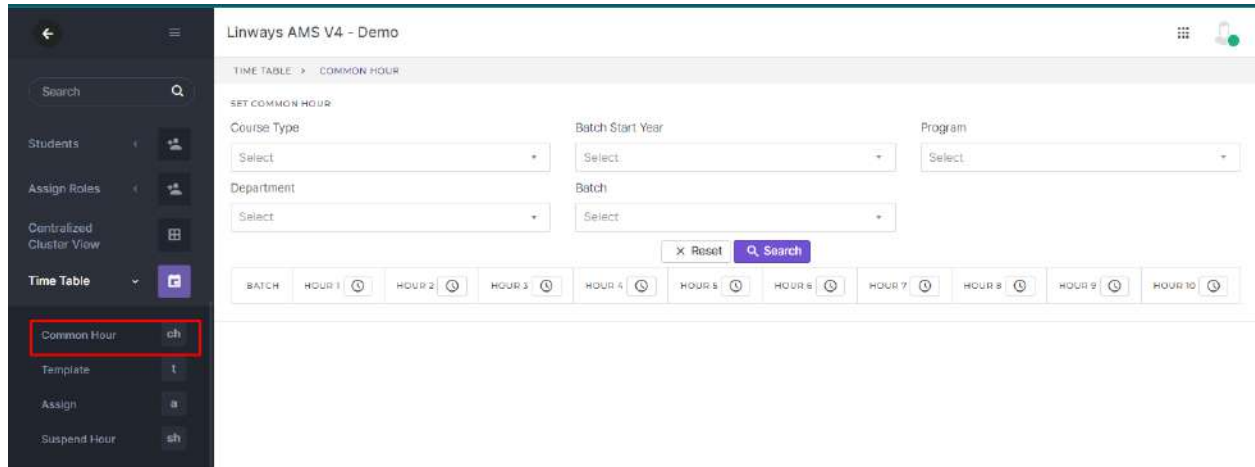 Linways AMS V4 - Demo
Search
Students
Assign Roles
Centralized
Cluster View
Time Table
Common Hour ch
Template t
Assign a
Suspend Hour sh
TIME TABLE > COMMON HOUR
SET COMMON HOUR
Course Type Batch Start Year Program
Select Select Select
Department Batch
Select Select
× Reset Search
BATCH HOUR 1 HOUR 2 HOUR 3 HOUR 4 HOUR 5 HOUR 6 HOUR 7 HOUR 8 HOUR 9 HOUR 10